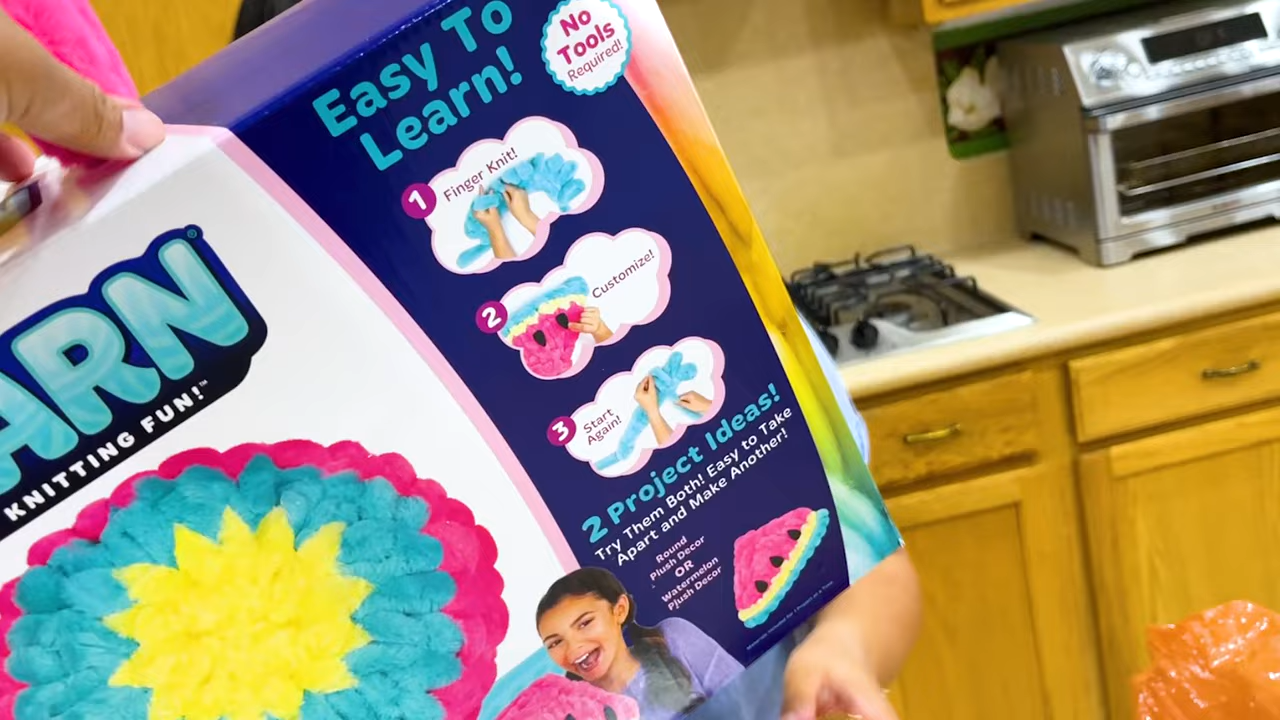 Easy To
Learn!
No
Tools
Required!
1
Finger Knit!
2
Customize!
3
Start
Again!
2 Project Ideas!
Try Them Both! Easy to Take
Apart and Make Another!
Round
Plush Decor
OR
Watermelon
Plush Decor
ARN®
KNITTING FUN!™